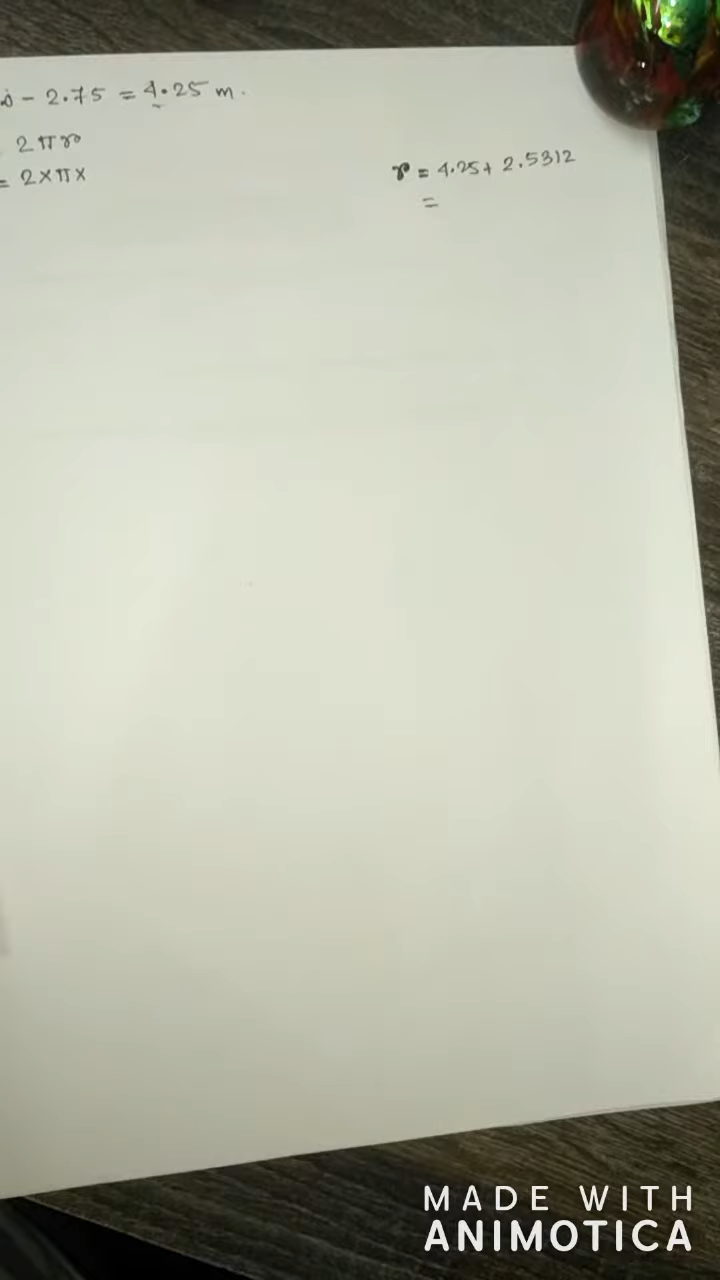 - 2.75 = 4.25 m.
2πr
= 2×π×
r = 4.25+ 2.5312
=
MADE WITH
ANIMOTICA